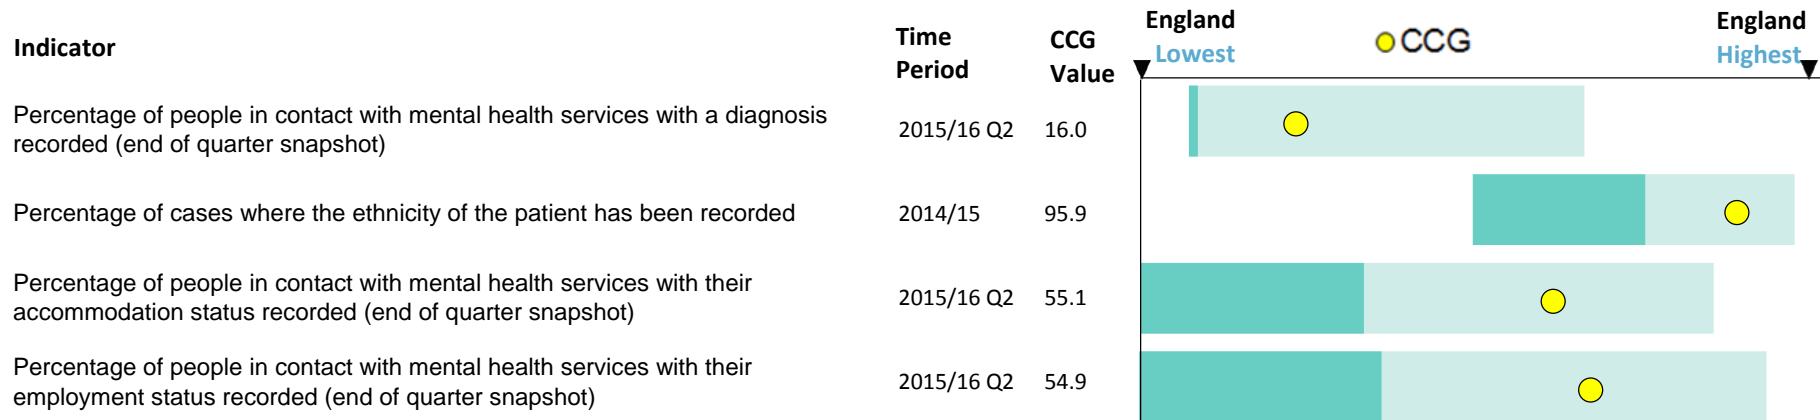 Indicator
Time
Period
CCG
Value
England
Lowest
CCG
England
Highest
Percentage of people in contact with mental health services with a diagnosis
recorded (end of quarter snapshot)
2015/16 Q2
16.0
Percentage of cases where the ethnicity of the patient has been recorded
2014/15
95.9
Percentage of people in contact with mental health services with their
accommodation status recorded (end of quarter snapshot)
2015/16 Q2
55.1
Percentage of people in contact with mental health services with their
employment status recorded (end of quarter snapshot)
2015/16 Q2
54.9